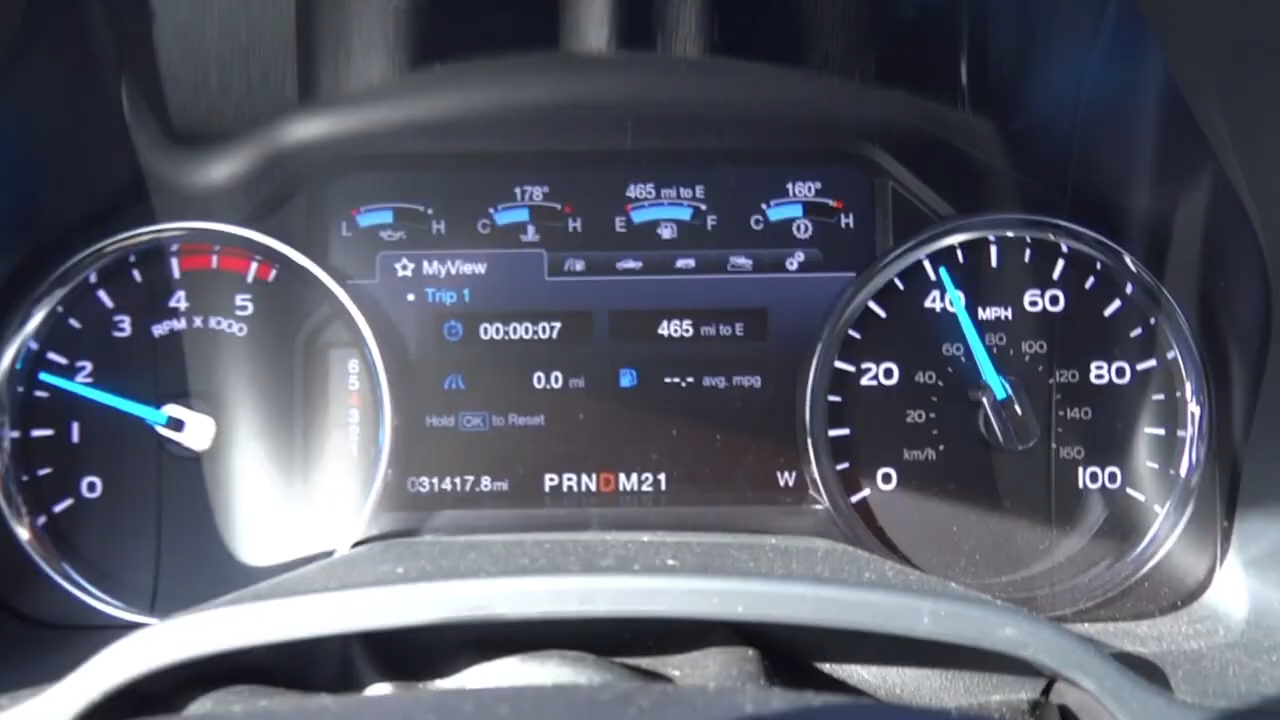 178°
465 mi to E
160°
L H
C H
E F
C H
MyView
Trip 1
00:00:07
465 mi to E
0.0 mi
--.- avg. mpg
Hold OK to Reset
031417.8mi
PRNDM21
W
0
1
2
3
4
5
RPM X 1000
0
20
40
60
80
100
MPH
20
40
60
80
100
120
140
160
km/h